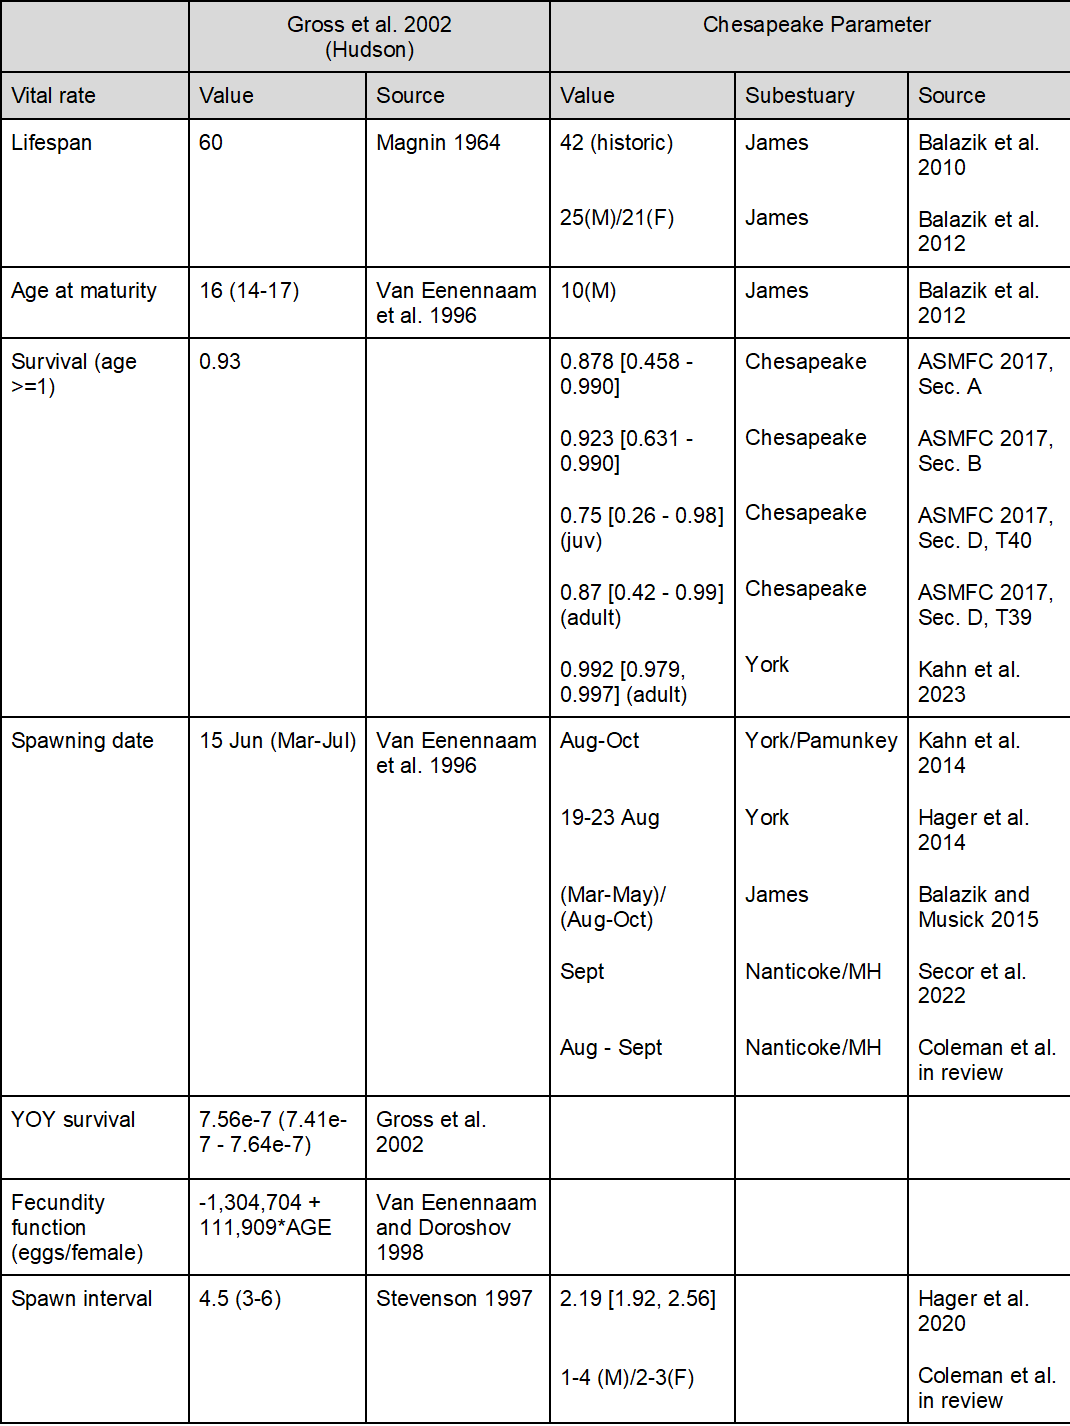 Gross et al. 2002
(Hudson)
Chesapeake Parameter
Vital rate
Value
Source
Value
Subestuary
Source
Lifespan
60
Magnin 1964
42 (historic)
James
Balazik et al.
2010
25(M)/21(F)
James
Balazik et al.
2012
Age at maturity
16 (14-17)
Van Eenennaam
et al. 1996
10(M)
James
Balazik et al.
2012
Survival (age
>=1)
0.93
0.878 [0.458 -
0.990]
Chesapeake
ASMFC 2017,
Sec. A
0.923 [0.631 -
0.990]
Chesapeake
ASMFC 2017,
Sec. B
0.75 [0.26 - 0.98]
(juv)
Chesapeake
ASMFC 2017,
Sec. D, T40
0.87 [0.42 - 0.99]
(adult)
Chesapeake
ASMFC 2017,
Sec. D, T39
0.992 [0.979,
0.997] (adult)
York
Kahn et al.
2023
Spawning date
15 Jun (Mar-Jul)
Van Eenennaam
et al. 1996
Aug-Oct
York/Pamunkey
Kahn et al.
2014
19-23 Aug
York
Hager et al.
2014
(Mar-May)/
(Aug-Oct)
James
Balazik and
Musick 2015
Sept
Nanticoke/MH
Secor et al.
2022
Aug - Sept
Nanticoke/MH
Coleman et al.
in review
YOY survival
7.56e-7 (7.41e-
7 - 7.64e-7)
Gross et al.
2002
Fecundity
function
(eggs/female)
-1,304,704 +
111,909*AGE
Van Eenennaam
and Doroshov
1998
Spawn interval
4.5 (3-6)
Stevenson 1997
2.19 [1.92, 2.56]
Hager et al.
2020
1-4 (M)/2-3(F)
Coleman et al.
in review